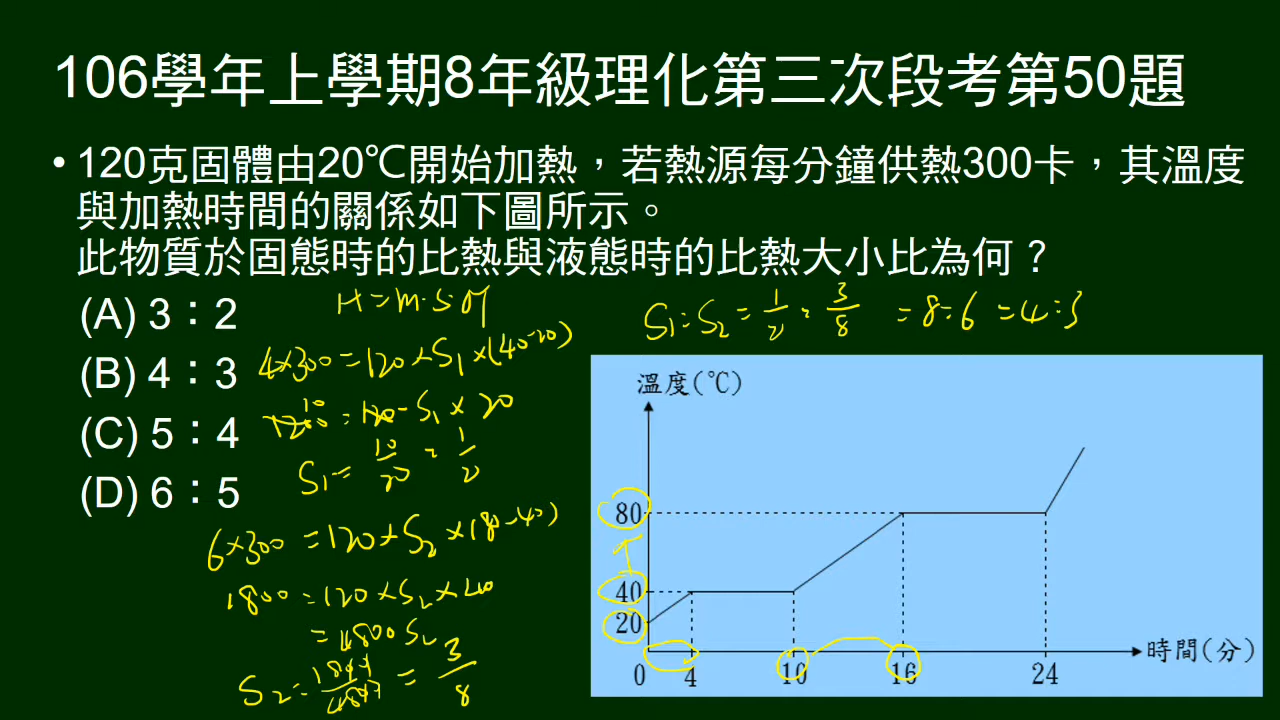 106學年上學期8年級理化第三次段考第50題
• 120克固體由20℃開始加熱，若熱源每分鐘供熱300卡，其溫度
與加熱時間的關係如下圖所示。
此物質於固態時的比熱與液態時的比熱大小比為何？
(A) 3：2
(B) 4：3
(C) 5：4
(D) 6：5
4×300=120×S1×(40-20)
S1=10/20=1/2
6×300=120×S2×(80-40)
1800=120×S2×40
=4800S2
S1:S2=1/2:3/8=8:6=4:3
溫度(℃)
80
40
20
0 4 10 16 24
時間(分)